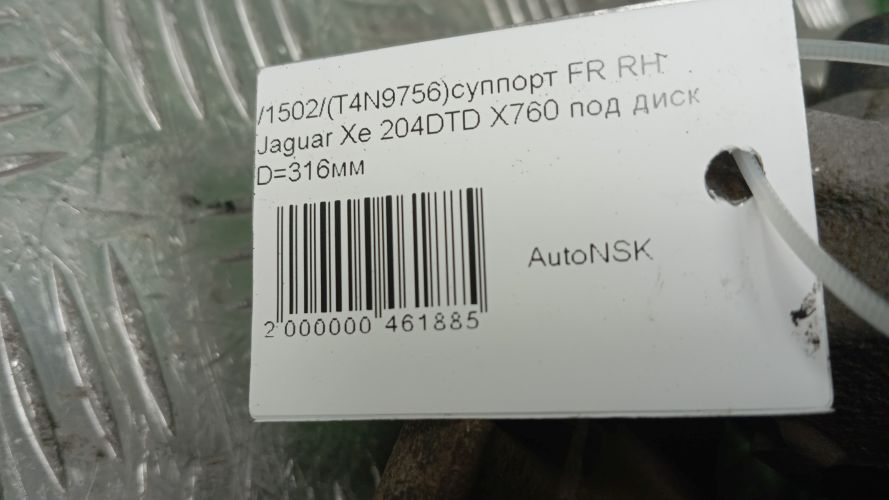 /1502/(T4N9756)суппорт FR RH
Jaguar Xe 204DTD X760 под диск
D=316мм
AutoNSK
2 000000 461885